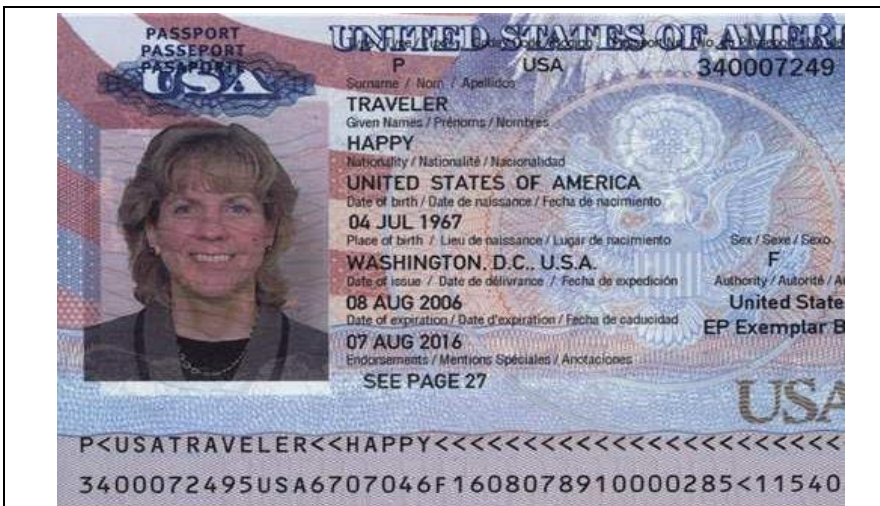 PASSPORT
PASSEPORT
PASAPORTE
USA
UNITED STATES OF AMERI
P
USA
340007249
Surname / Nom / Apellidos
TRAVELER
Given Names / Prénoms / Nombres
HAPPY
Nationality / Nationalité / Nacionalidad
UNITED STATES OF AMERICA
Date of birth / Date de naissance / Fecha de nacimiento
04 JUL 1967
Place of birth / Lieu de naissance / Lugar de nacimiento
Sex / Sexe / Sexo
WASHINGTON, D.C., U.S.A.
F
Date of issue / Date de délivrance / Fecha de expedición
Authority / Autorité / A
08 AUG 2006
United State
Date of expiration / Date d'expiration / Fecha de caducidad
EP Exemplar B
07 AUG 2016
Endorsements / Mentions Spéciales / Anotaciones
SEE PAGE 27
USA
P<USATRAVELER<<HAPPY<<<<<<<<<<<<<<<<<<<
3400072495USA6707046F1608078910000285<11540